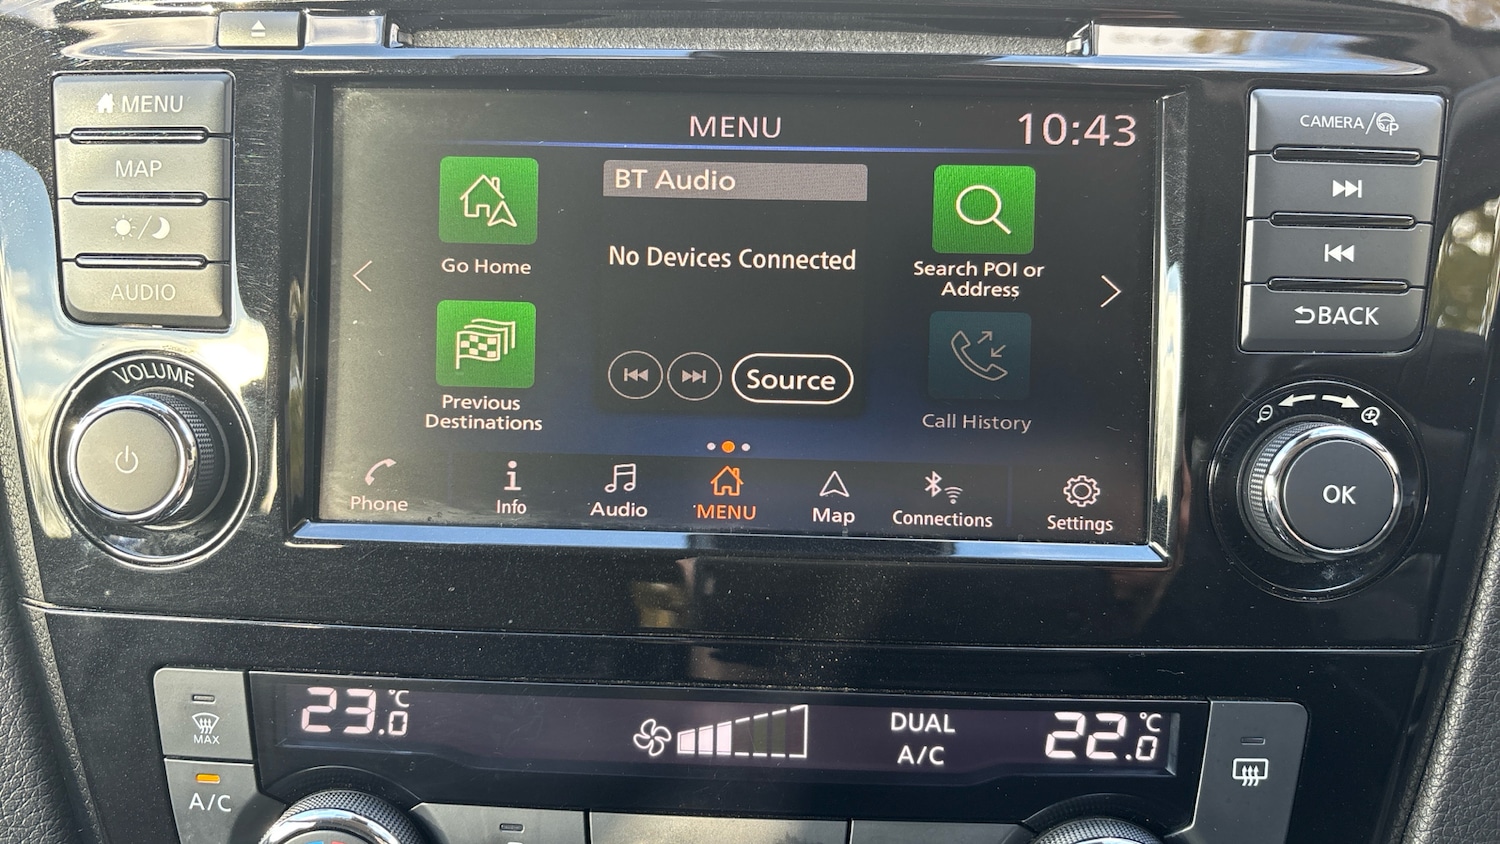 MENU
MAP
AUDIO
VOLUME
MENU
10:43
BT Audio
No Devices Connected
Source
Go Home
Previous
Destinations
Search POI or
Address
Call History
Phone
Info
Audio
MENU
Map
Connections
Settings
CAMERA/P
BACK
OK
MAX
A/C
23.0°C
DUAL
A/C
22.0°C